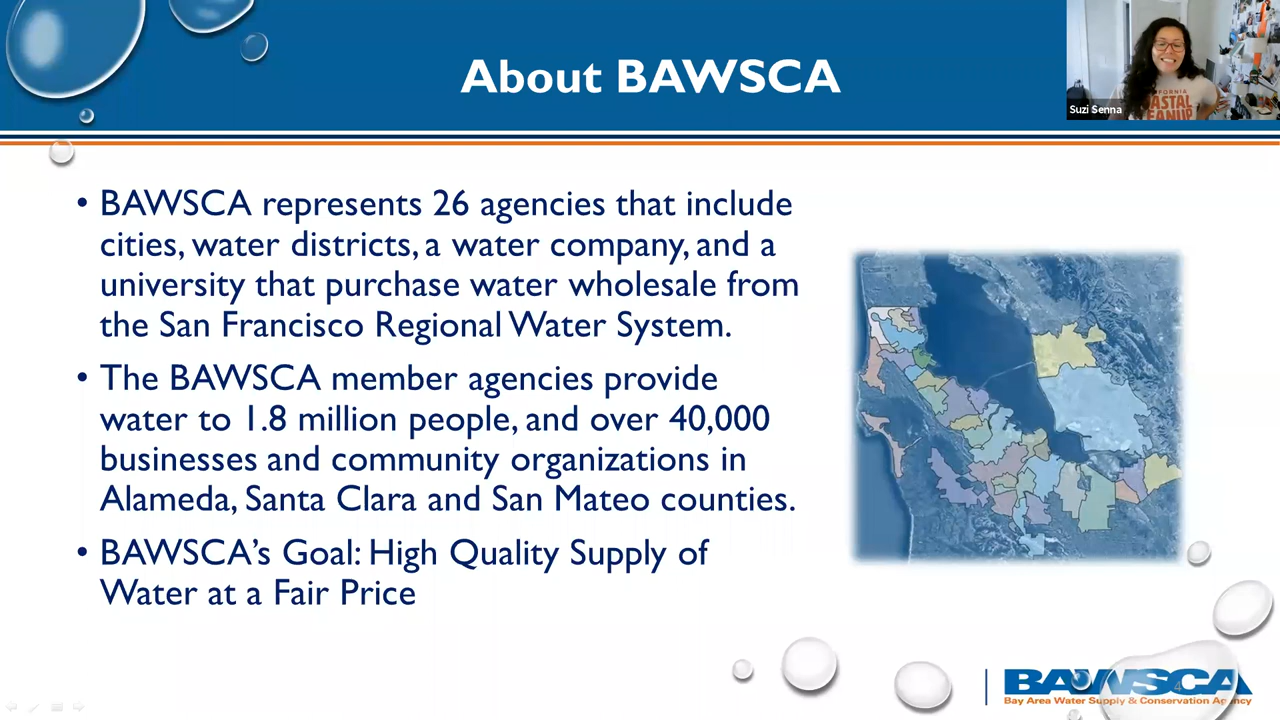 About BAWSCA
Suzi Senna
COASTAL
CLEANUP
• BAWSCA represents 26 agencies that include
cities, water districts, a water company, and a
university that purchase water wholesale from
the San Francisco Regional Water System.
• The BAWSCA member agencies provide
water to 1.8 million people, and over 40,000
businesses and community organizations in
Alameda, Santa Clara and San Mateo counties.
• BAWSCA's Goal: High Quality Supply of
Water at a Fair Price
4
BAWSCA
Bay Area Water Supply & Conservation Agency